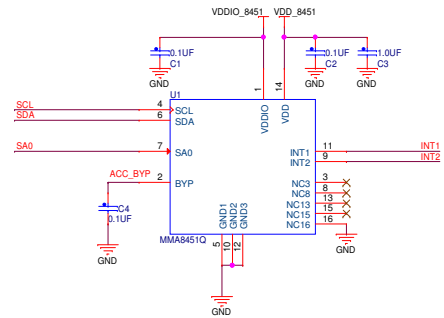 VDDIO_8451 VDD_8451
0.1UF
C1
GND
0.1UF
C2
GND
1.0UF
C3
GND
U1
1
14
VDDIO
VDD
SCL 4 SCL
SDA 6 SDA
SA0 7 SA0
ACC_BYP 2 BYP
INT1 11 INT1
INT2 9 INT2
NC3 3
NC8 8
NC13 13
NC15 15
NC16 16
GND
C4
0.1UF
GND
GND1
GND2
GND3
MMA8451Q
5
10
12
GND